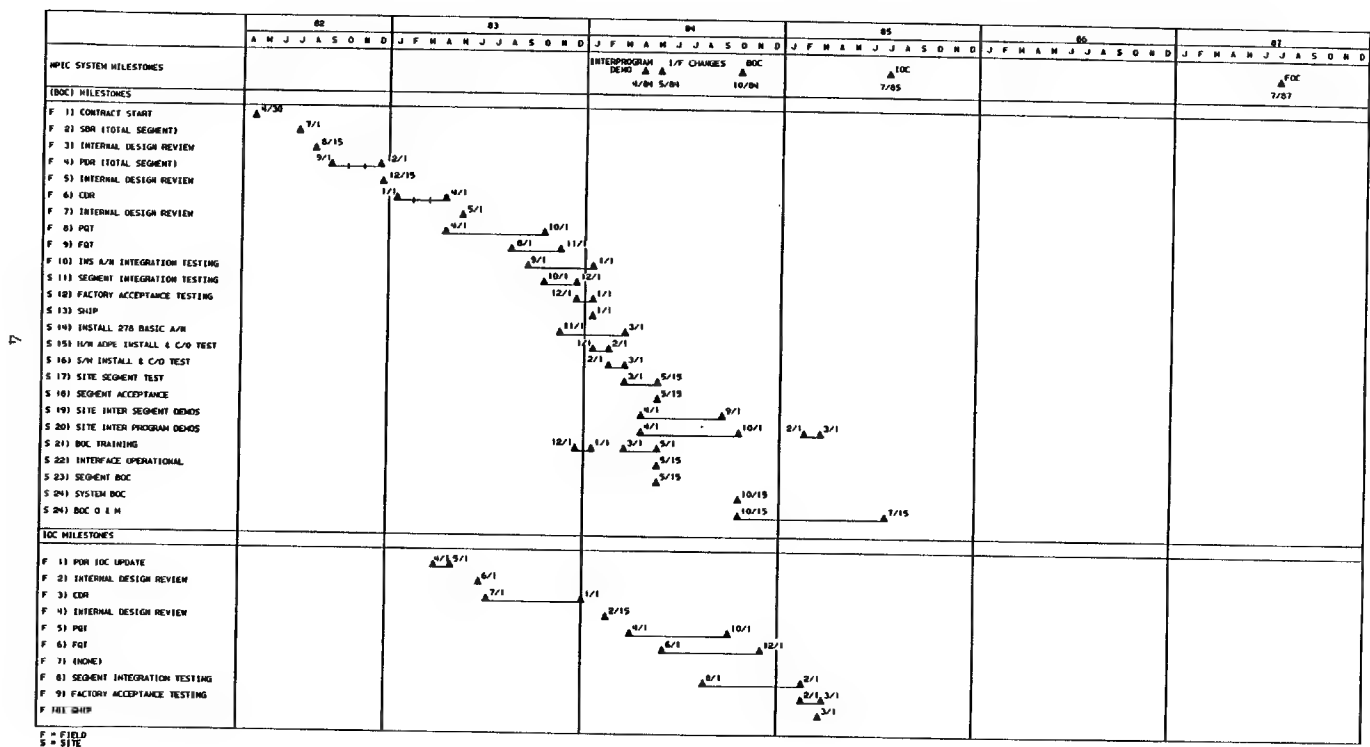 82 83 84 85 86 87
A M J J A S O N D J F M A M J J A S O N D J F M A M J J A S O N D J F M A M J J A S O N D J F M A M J J A S O N D J F M A M J J A S O N D
NPIC SYSTEM MILESTONES
INTERPROGRAM DEMO 4/84
I/F CHANGES 5/84
BOC 10/84
IOC 7/85
FOC 7/87
(BOC) MILESTONES
F 1) CONTRACT START 4/30
F 2) SBR (TOTAL SEGMENT) 7/1
F 3) INTERNAL DESIGN REVIEW 8/15
F 4) PDR (TOTAL SEGMENT) 9/1 12/1
F 5) INTERNAL DESIGN REVIEW 12/15
F 6) CDR 1/1 4/1
F 7) INTERNAL DESIGN REVIEW 5/1
F 8) PQT 4/1 10/1
F 9) FQT 8/1 11/1
F 10) INS A/N INTEGRATION TESTING 9/1 1/1
S 11) SEGMENT INTEGRATION TESTING 10/1 12/1
S 12) FACTORY ACCEPTANCE TESTING 12/1 1/1
S 13) SHIP 1/1
S 14) INSTALL 278 BASIC A/N 11/1 3/1
S 15) H/W ADPE INSTALL & C/O TEST 1/1 2/1
S 16) S/W INSTALL & C/O TEST 2/1 3/1
S 17) SITE SEGMENT TEST 3/1 5/15
S 18) SEGMENT ACCEPTANCE 5/15
S 19) SITE INTER SEGMENT DEMOS 4/1 9/1
S 20) SITE INTER PROGRAM DEMOS 4/1 10/1 2/1 3/1
S 21) BOC TRAINING 12/1 1/1 3/1 5/1
S 22) INTERFACE OPERATIONAL 5/15
S 23) SEGMENT BOC 5/15
S 24) SYSTEM BOC 10/15
S 24) BOC O & M 10/15 7/15
IOC MILESTONES
F 1) PDR IOC UPDATE 4/1 5/1
F 2) INTERNAL DESIGN REVIEW 6/1
F 3) CDR 7/1 1/1
F 4) INTERNAL DESIGN REVIEW 2/15
F 5) PQT 4/1 10/1
F 6) FQT 6/1 12/1
F 7) (NONE)
F 8) SEGMENT INTEGRATION TESTING 8/1 2/1
F 9) FACTORY ACCEPTANCE TESTING 2/1 3/1
F SHIP 3/1
F = FIELD
S = SITE